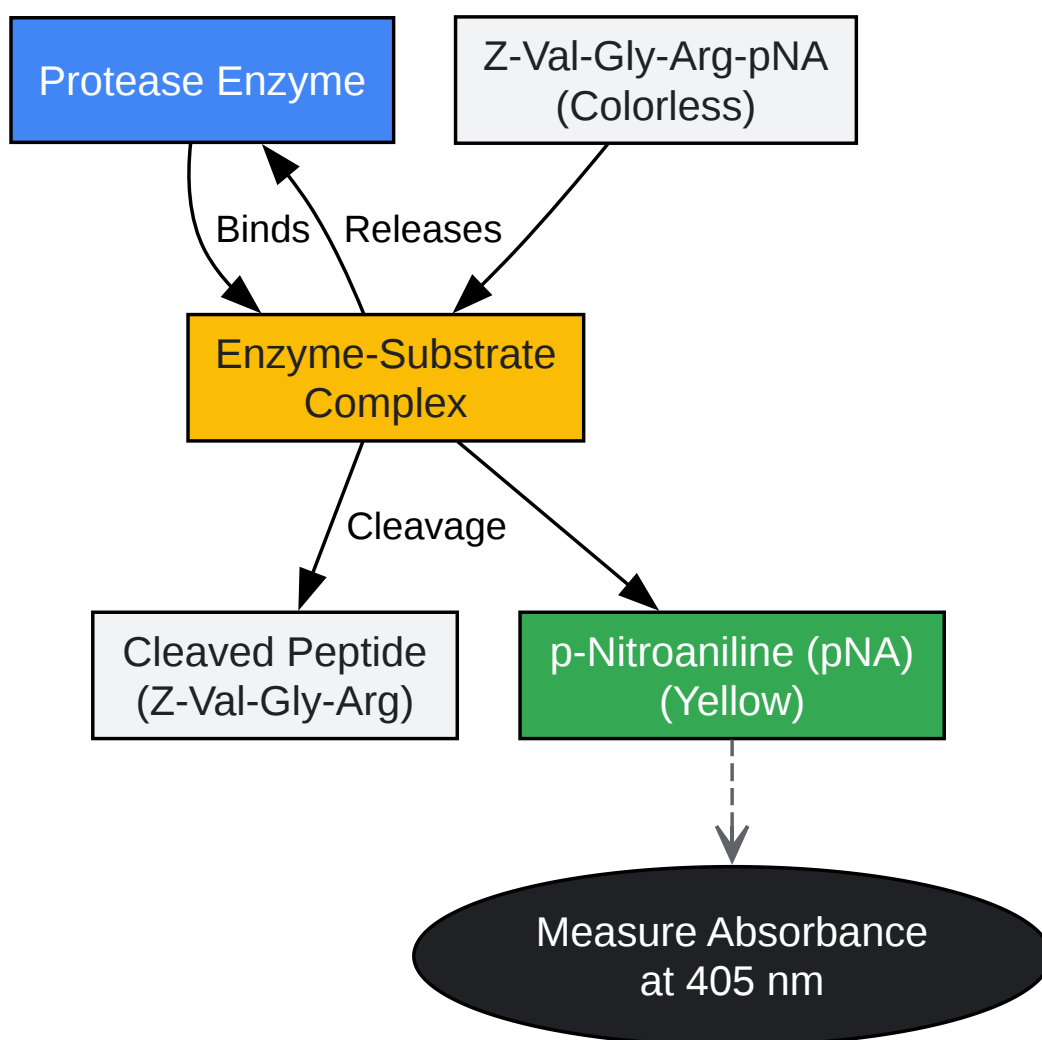 Protease Enzyme
Z-Val-Gly-Arg-pNA
(Colorless)
Binds
Releases
Enzyme-Substrate
Complex
Cleavage
Cleaved Peptide
(Z-Val-Gly-Arg)
p-Nitroaniline (pNA)
(Yellow)
Measure Absorbance
at 405 nm